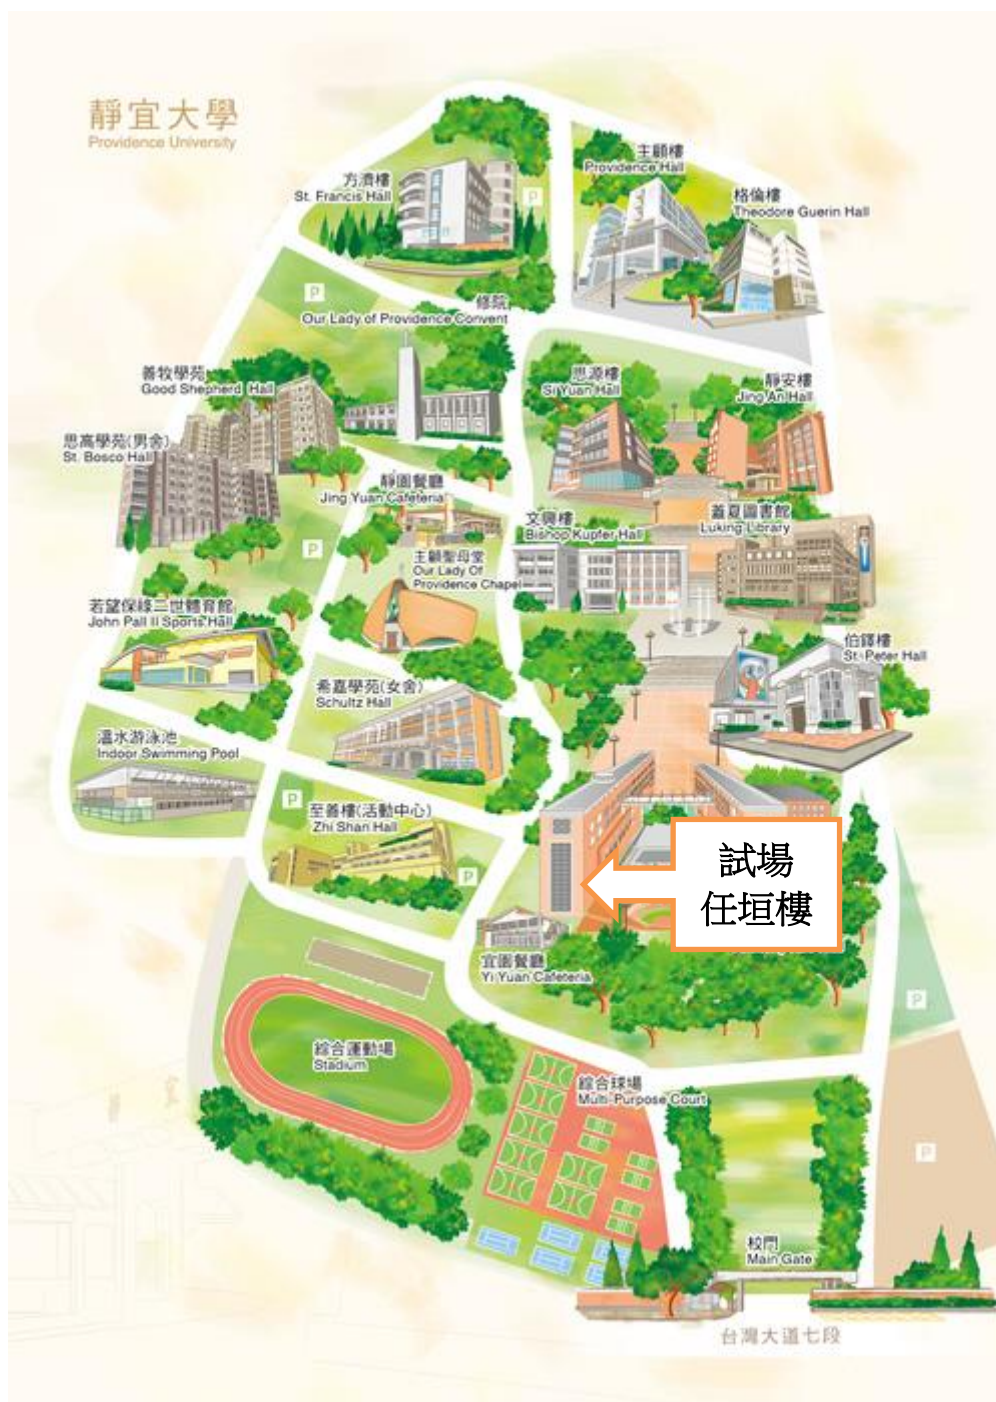 靜宜大學
Providence University
主顧樓
Providence Hall
方濟樓
St. Francis Hall
格倫樓
Theodore Guerin Hall
P
P
修院
Our Lady of Providence Convent
善牧學苑
Good Shepherd Hall
思源樓
Si Yuan Hall
靜安樓
Jing An Hall
思高學苑(男舍)
St. Bosco Hall
靜園餐廳
Jing Yuan Cafeteria
文興樓
Bishop Kupfer Hall
蓋夏圖書館
Luking Library
P
主顧聖母堂
Our Lady Of
Providence Chapel
若望保祿二世體育館
John Pall II Sports Hall
伯鐸樓
St. Peter Hall
希嘉學苑(女舍)
Schultz Hall
溫水游泳池
Indoor Swimming Pool
P
至善樓(活動中心)
Zhi Shan Hall
P
試場
任垣樓
宜園餐廳
Yi Yuan Cafeteria
P
綜合運動場
Stadium
綜合球場
Multi-Purpose Court
P
校門
Main Gate
台灣大道七段